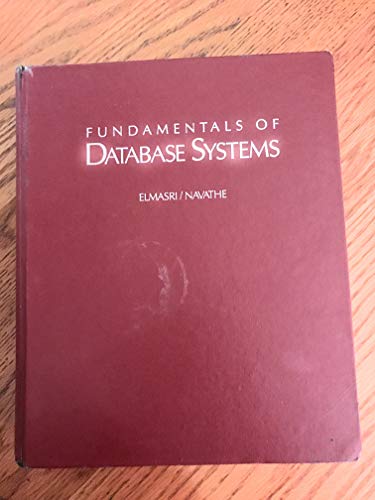 FUNDAMENTALS OF
DATABASE SYSTEMS
ELMASRI/NAVATHE